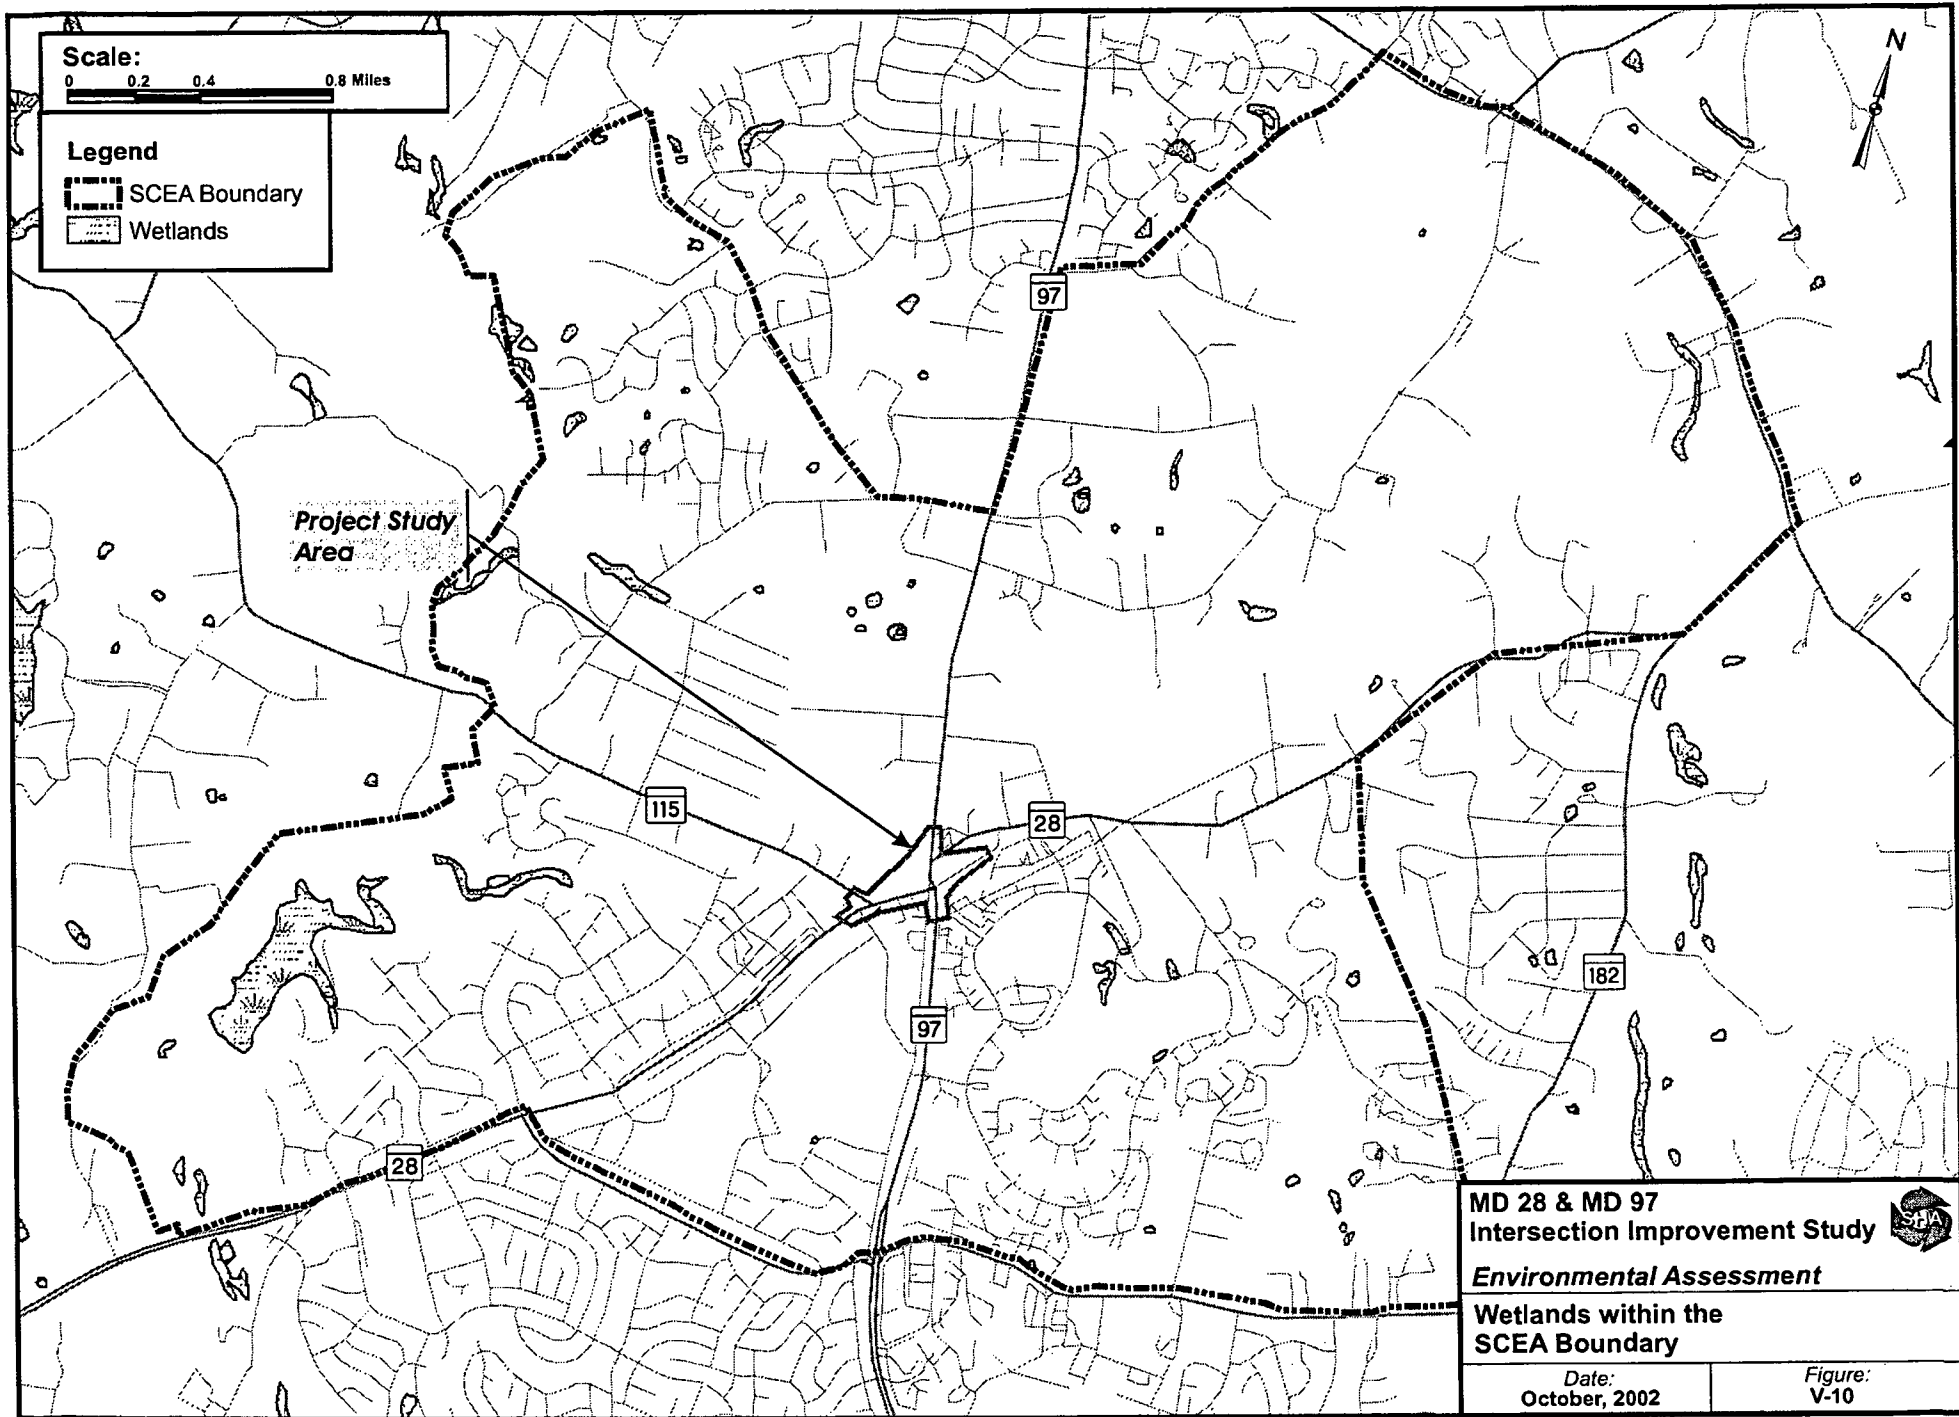 Scale:
0 0.2 0.4 0.8 Miles
Legend
SCEA Boundary
Wetlands
N
97
Project Study
Area
115
28
182
97
28
MD 28 & MD 97
Intersection Improvement Study
SHA
Environmental Assessment
Wetlands within the
SCEA Boundary
Date:
October, 2002
Figure:
V-10